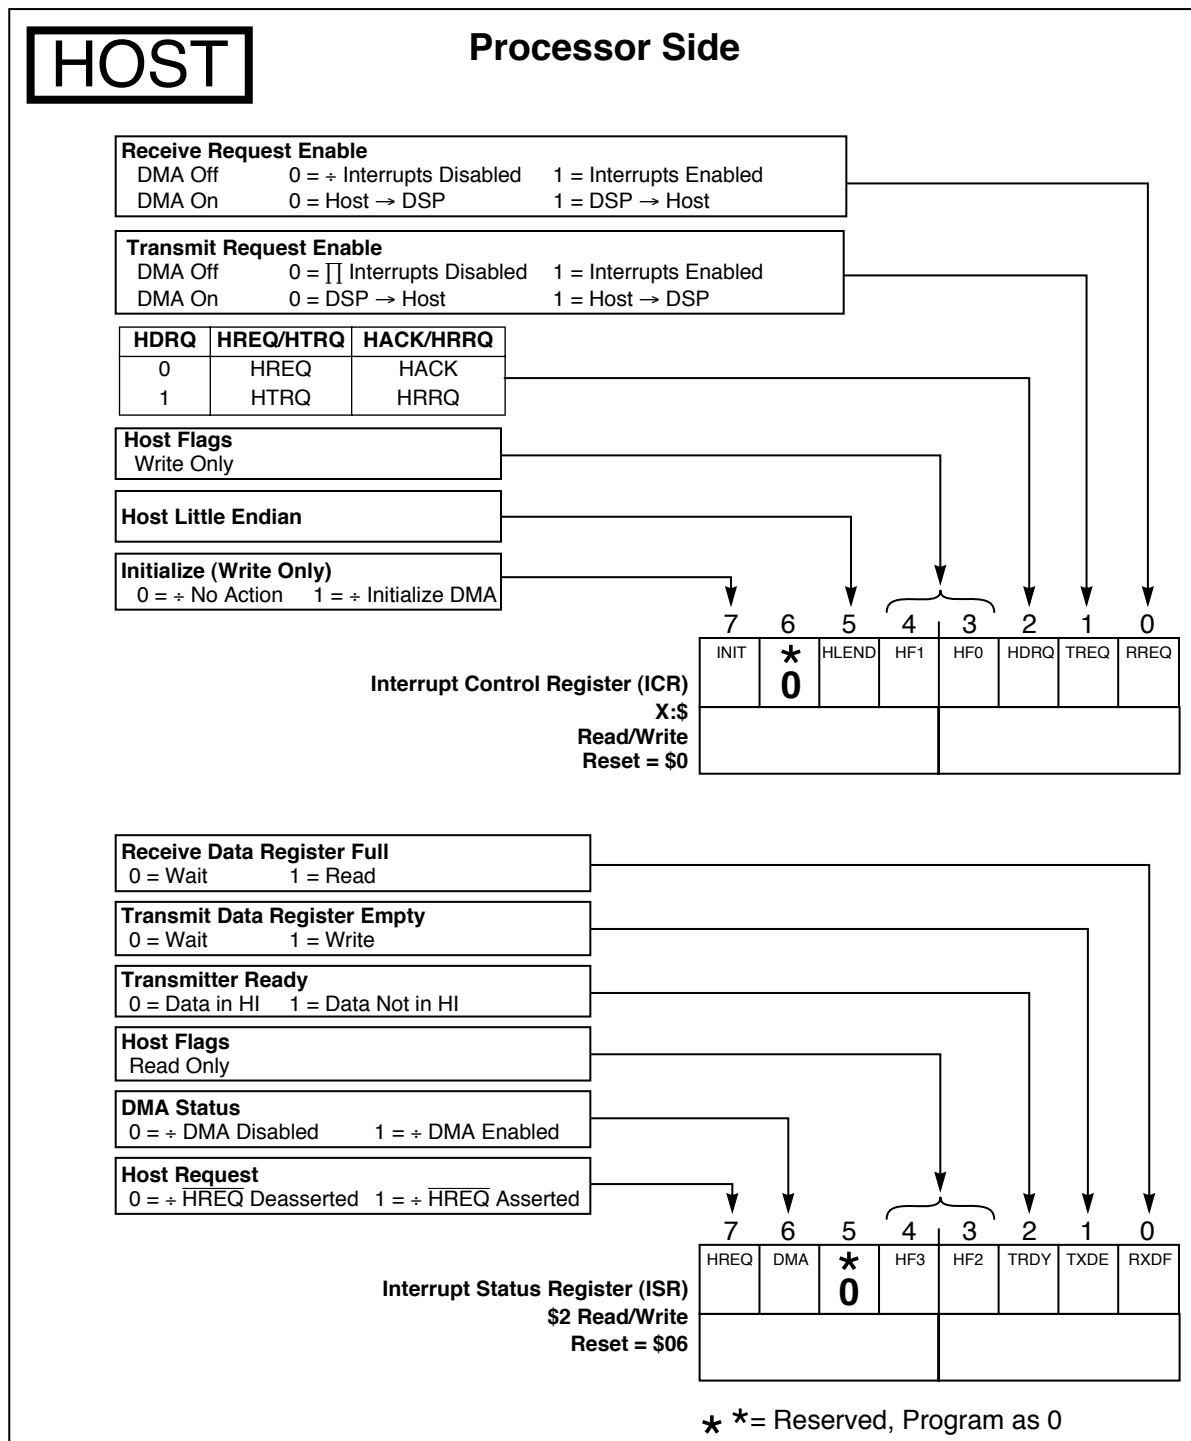 HOST
Processor Side
Receive Request Enable
DMA Off 0 = ÷ Interrupts Disabled 1 = Interrupts Enabled
DMA On 0 = Host → DSP 1 = DSP → Host
Transmit Request Enable
DMA Off 0 = ∏ Interrupts Disabled 1 = Interrupts Enabled
DMA On 0 = DSP → Host 1 = Host → DSP
HDRQ HREQ/HTRQ HACK/HRRQ
0 HREQ HACK
1 HTRQ HRRQ
Host Flags
Write Only
Host Little Endian
Initialize (Write Only)
0 = ÷ No Action 1 = ÷ Initialize DMA
7 6 5 4 3 2 1 0
INIT * HLEND HF1 HF0 HDRQ TREQ RREQ
0
Interrupt Control Register (ICR)
X:$
Read/Write
Reset = $0
Receive Data Register Full
0 = Wait 1 = Read
Transmit Data Register Empty
0 = Wait 1 = Write
Transmitter Ready
0 = Data in HI 1 = Data Not in HI
Host Flags
Read Only
DMA Status
0 = ÷ DMA Disabled 1 = ÷ DMA Enabled
Host Request
0 = ÷ H̅R̅E̅Q̅ Deasserted 1 = ÷ H̅R̅E̅Q̅ Asserted
7 6 5 4 3 2 1 0
HREQ DMA * HF3 HF2 TRDY TXDE RXDF
0
Interrupt Status Register (ISR)
$2 Read/Write
Reset = $06
* *= Reserved, Program as 0